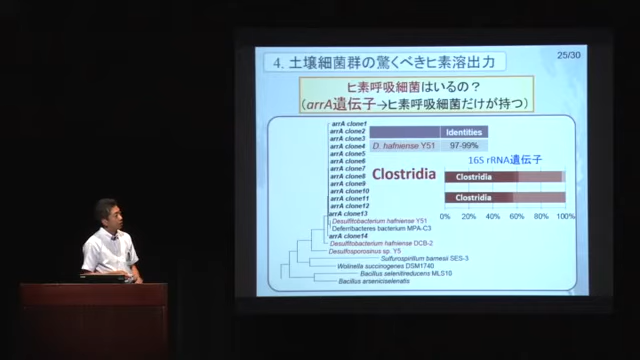 25/30
4. 土壌細菌群の驚くべきヒ素溶出力
ヒ素呼吸細菌はいるの？
（arrA遺伝子→ヒ素呼吸細菌だけが持つ）
arrA clone1
arrA clone2
arrA clone3
arrA clone4
arrA clone5
arrA clone6
arrA clone7
arrA clone8
arrA clone9
arrA clone10
arrA clone11
arrA clone12
arrA clone13
Desulfitobacterium hafniense Y51
Deferribacteres bacterium MPA-C3
arrA clone14
Desulfitobacterium hafniense DCB-2
Desulfosporosinus sp. Y5
Sulfurospirillum barnesii SES-3
Wolinella succinogenes DSM1740
Bacillus selenitireducens MLS10
Bacillus arseniciselenatis
Identities
D. hafniense Y51 97-99%
Clostridia
16S rRNA遺伝子
Clostridia
Clostridia
0% 20% 40% 60% 80% 100%